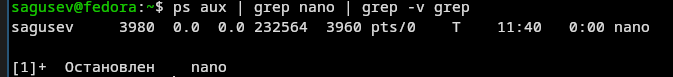 sagusev@fedora:~$ ps aux | grep nano | grep -v grep
sagusev     3980  0.0  0.0 232564  3960 pts/0    T    11:40   0:00 nano
[1]+  Остановлен    nano